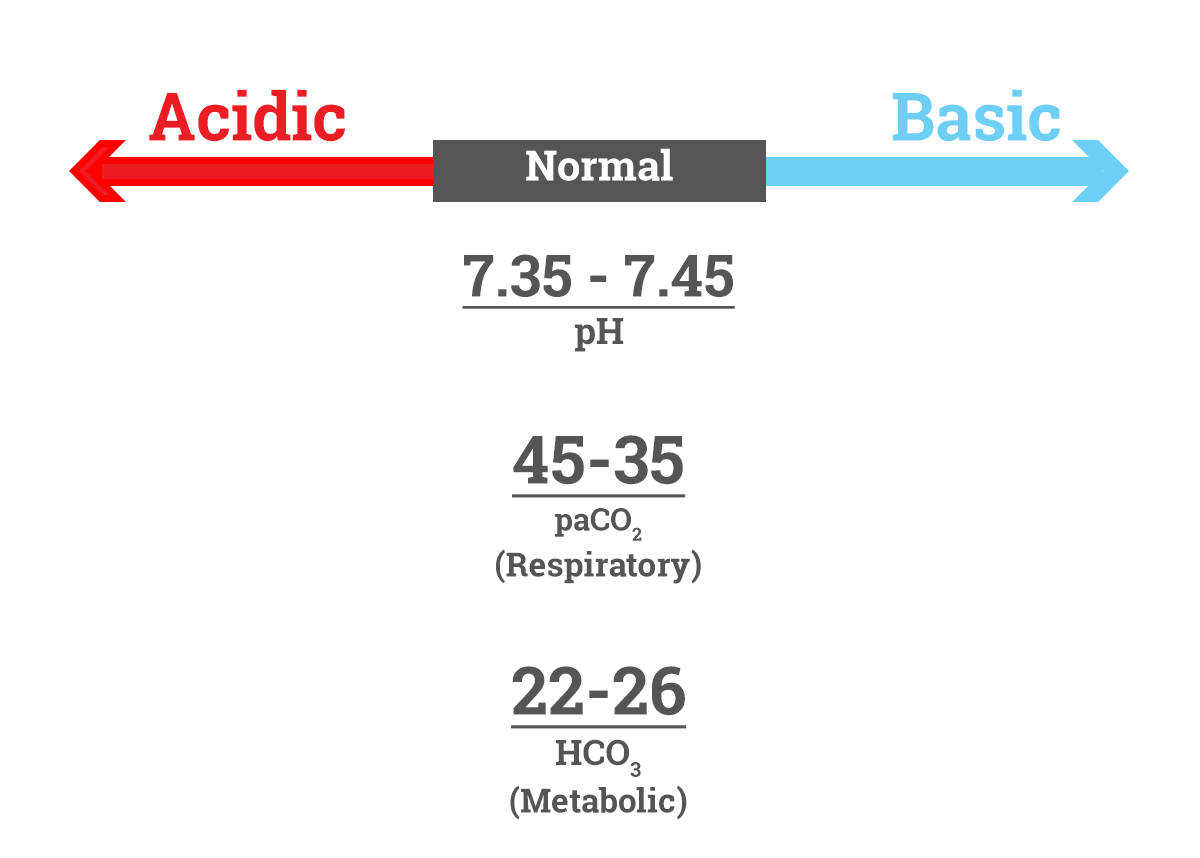 Acidic
Basic
Normal
7.35 - 7.45
pH
45-35
paCO₂
(Respiratory)
22-26
HCO₃
(Metabolic)